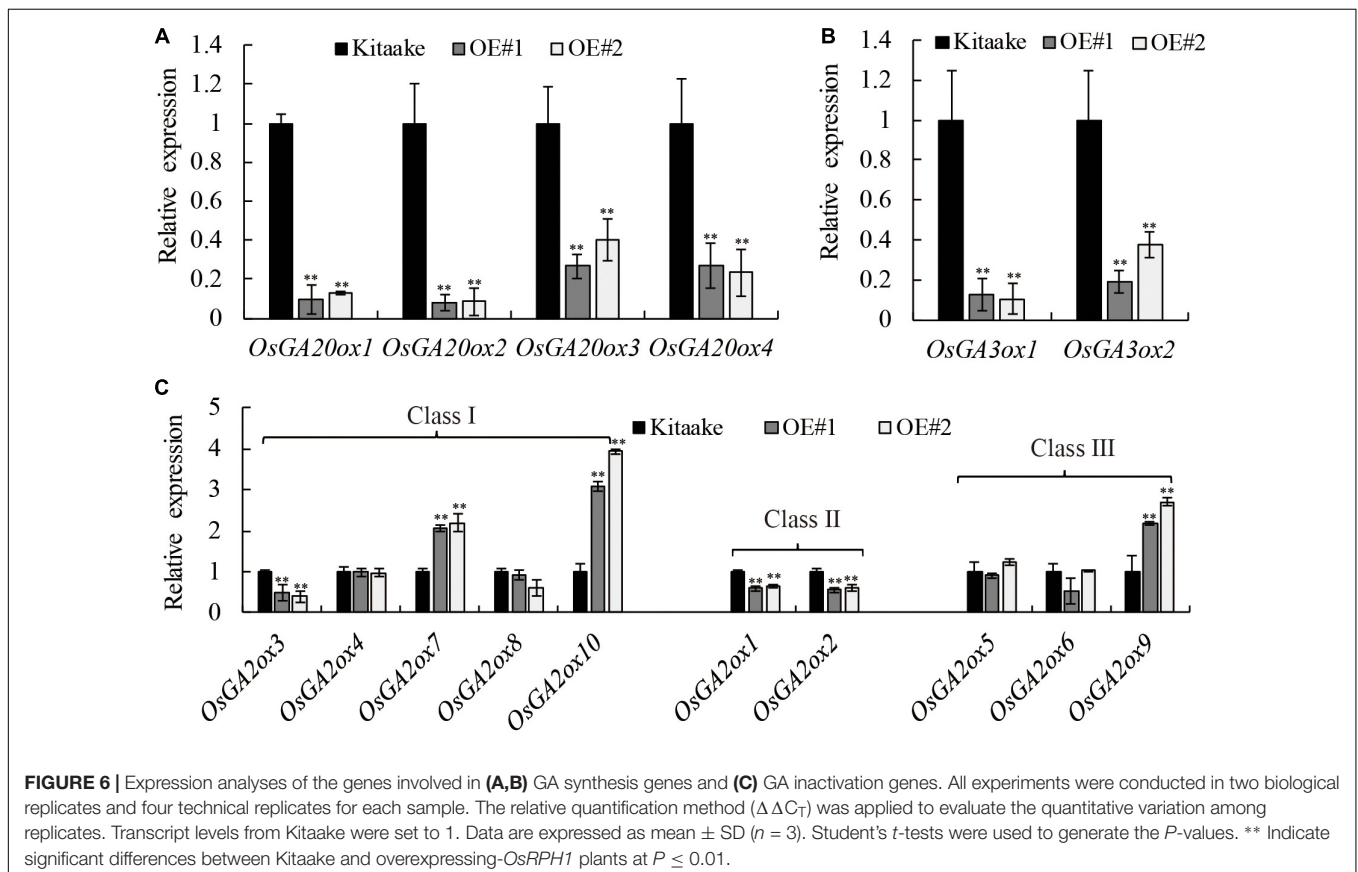 A
Kitaake OE#1 OE#2
Relative expression
1.4
1.2
1
0.8
0.6
0.4
0.2
0
** ** ** ** ** ** ** **
OsGA20ox1 OsGA20ox2 OsGA20ox3 OsGA20ox4
B
Kitaake OE#1 OE#2
Relative expression
1.4
1.2
1
0.8
0.6
0.4
0.2
0
** ** ** **
OsGA3ox1 OsGA3ox2
C
Class I
Kitaake OE#1 OE#2
Class II
Class III
Relative expression
5
4
3
2
1
0
** ** ** ** ** ** ** ** ** ** ** **
OsGA2ox3 OsGA2ox4 OsGA2ox7 OsGA2ox8 OsGA2ox10 OsGA2ox1 OsGA2ox2 OsGA2ox5 OsGA2ox6 OsGA2ox9
FIGURE 6 | Expression analyses of the genes involved in (A,B) GA synthesis genes and (C) GA inactivation genes. All experiments were conducted in two biological
replicates and four technical replicates for each sample. The relative quantification method (Δ ΔCT) was applied to evaluate the quantitative variation among
replicates. Transcript levels from Kitaake were set to 1. Data are expressed as mean ± SD (n = 3). Student's t-tests were used to generate the P-values. ** Indicate
significant differences between Kitaake and overexpressing-OsRPH1 plants at P ≤ 0.01.